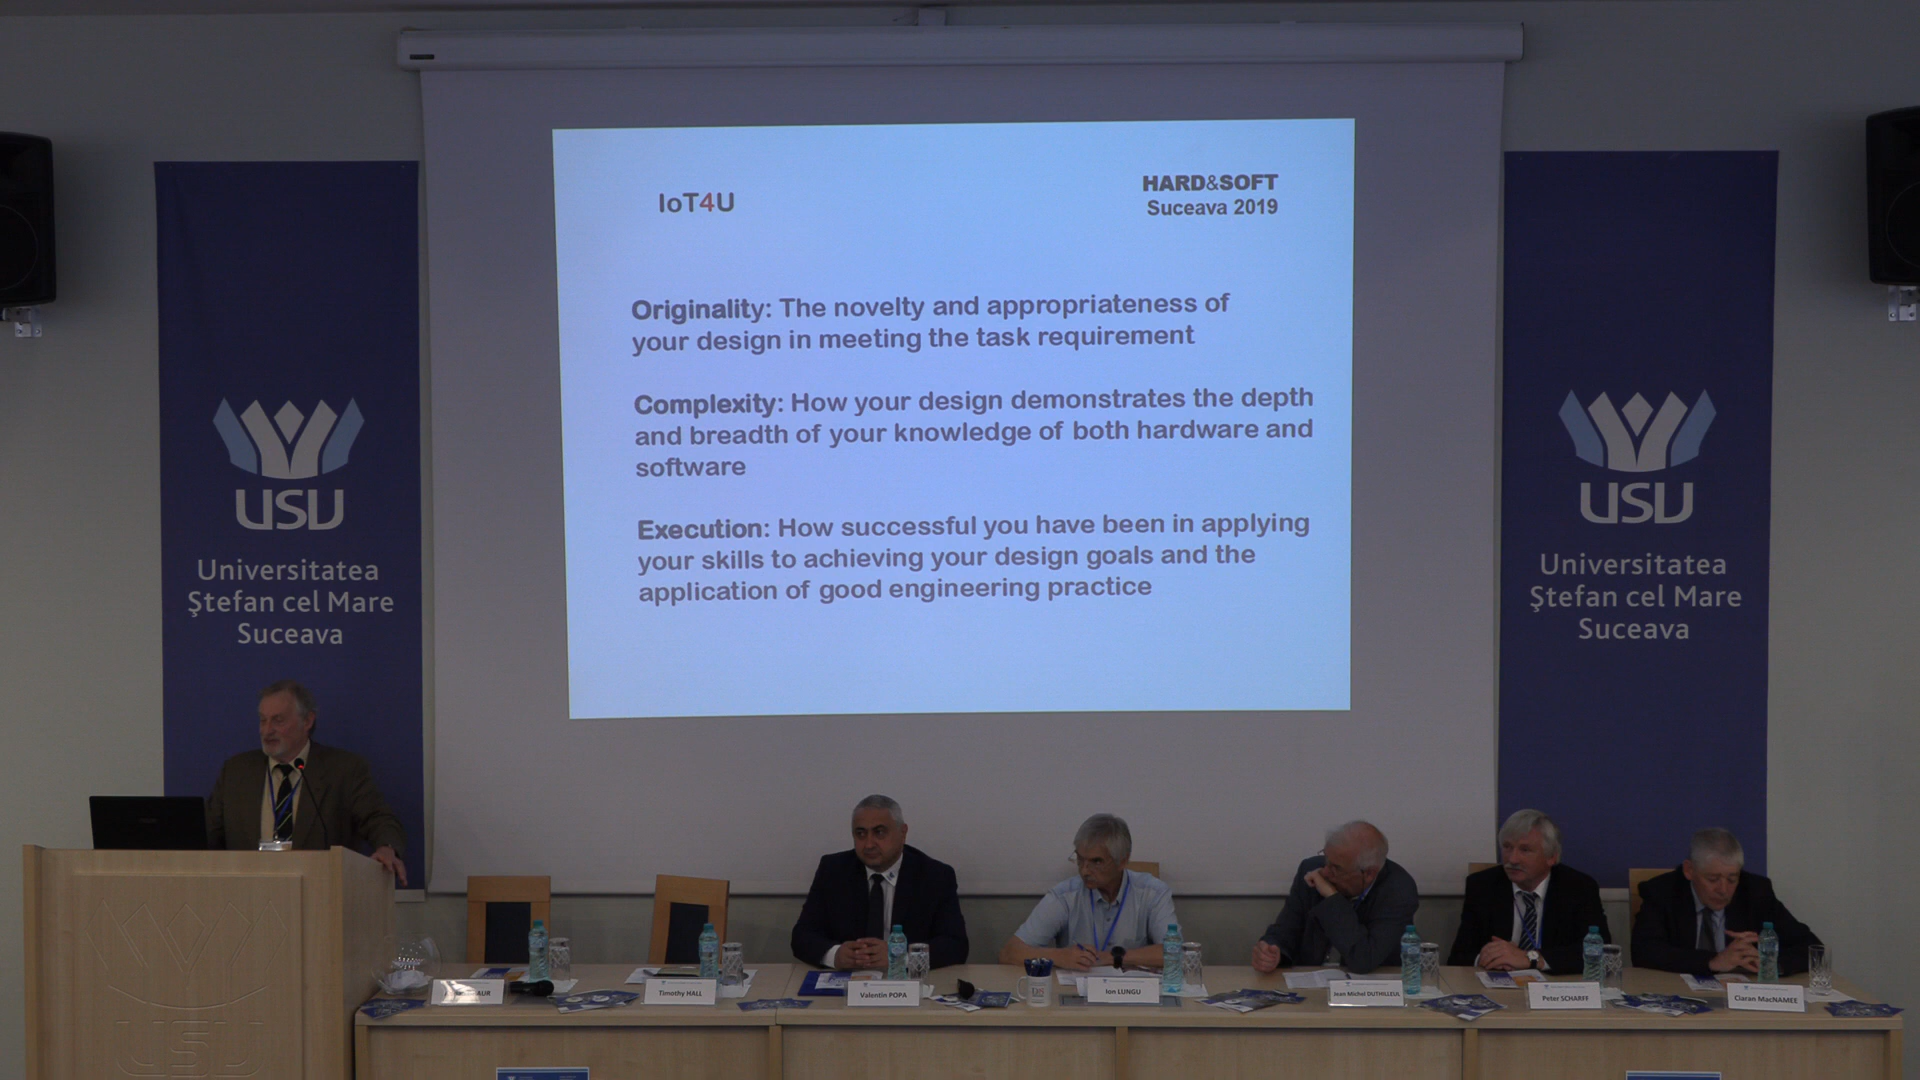 IoT4U
HARD&SOFT
Suceava 2019
Originality: The novelty and appropriateness of
your design in meeting the task requirement
Complexity: How your design demonstrates the depth
and breadth of your knowledge of both hardware and
software
Execution: How successful you have been in applying
your skills to achieving your design goals and the
application of good engineering practice
USV
Universitatea
Ştefan cel Mare
Suceava
USV
Universitatea
Ştefan cel Mare
Suceava
Timothy HALL
Valentin POPA
Ion LUNGU
Jean Michel DUTHILLEUL
Peter SCHARFF
Ciaran MacNAMEE
USV